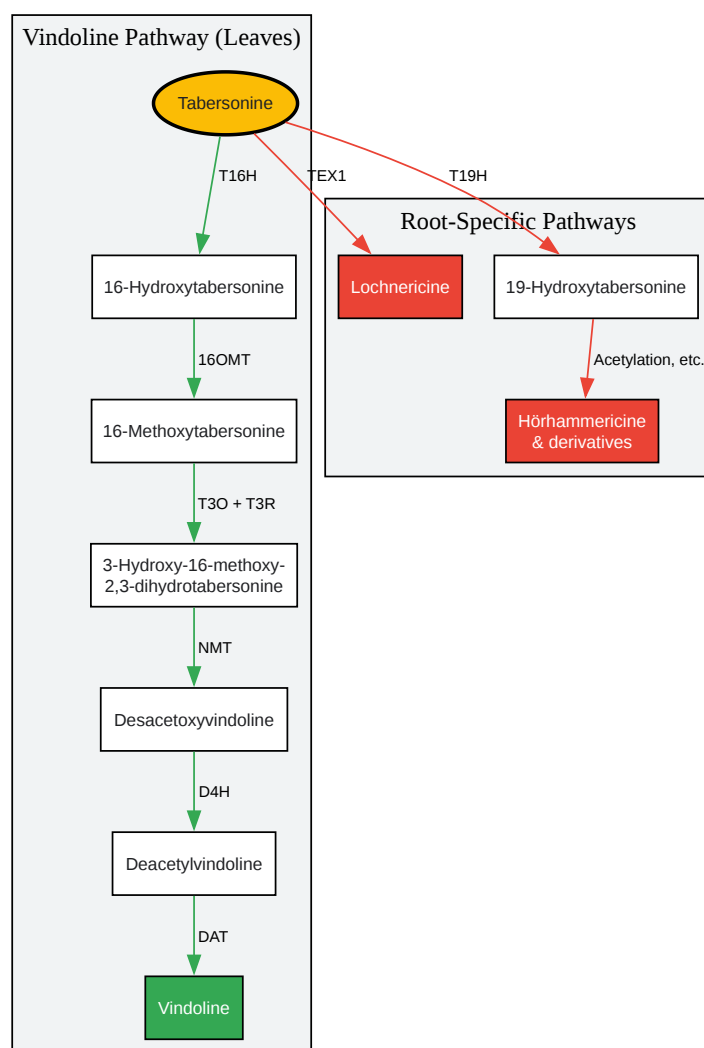 Vindoline Pathway (Leaves)
Tabersonine
T16H
TEX1
T19H
Root-Specific Pathways
16-Hydroxytabersonine
Lochnericine
19-Hydroxytabersonine
16OMT
Acetylation, etc.
16-Methoxytabersonine
Hörhammericine
& derivatives
T3O + T3R
3-Hydroxy-16-methoxy-
2,3-dihydrotabersonine
NMT
Desacetoxyvindoline
D4H
Deacetylvindoline
DAT
Vindoline